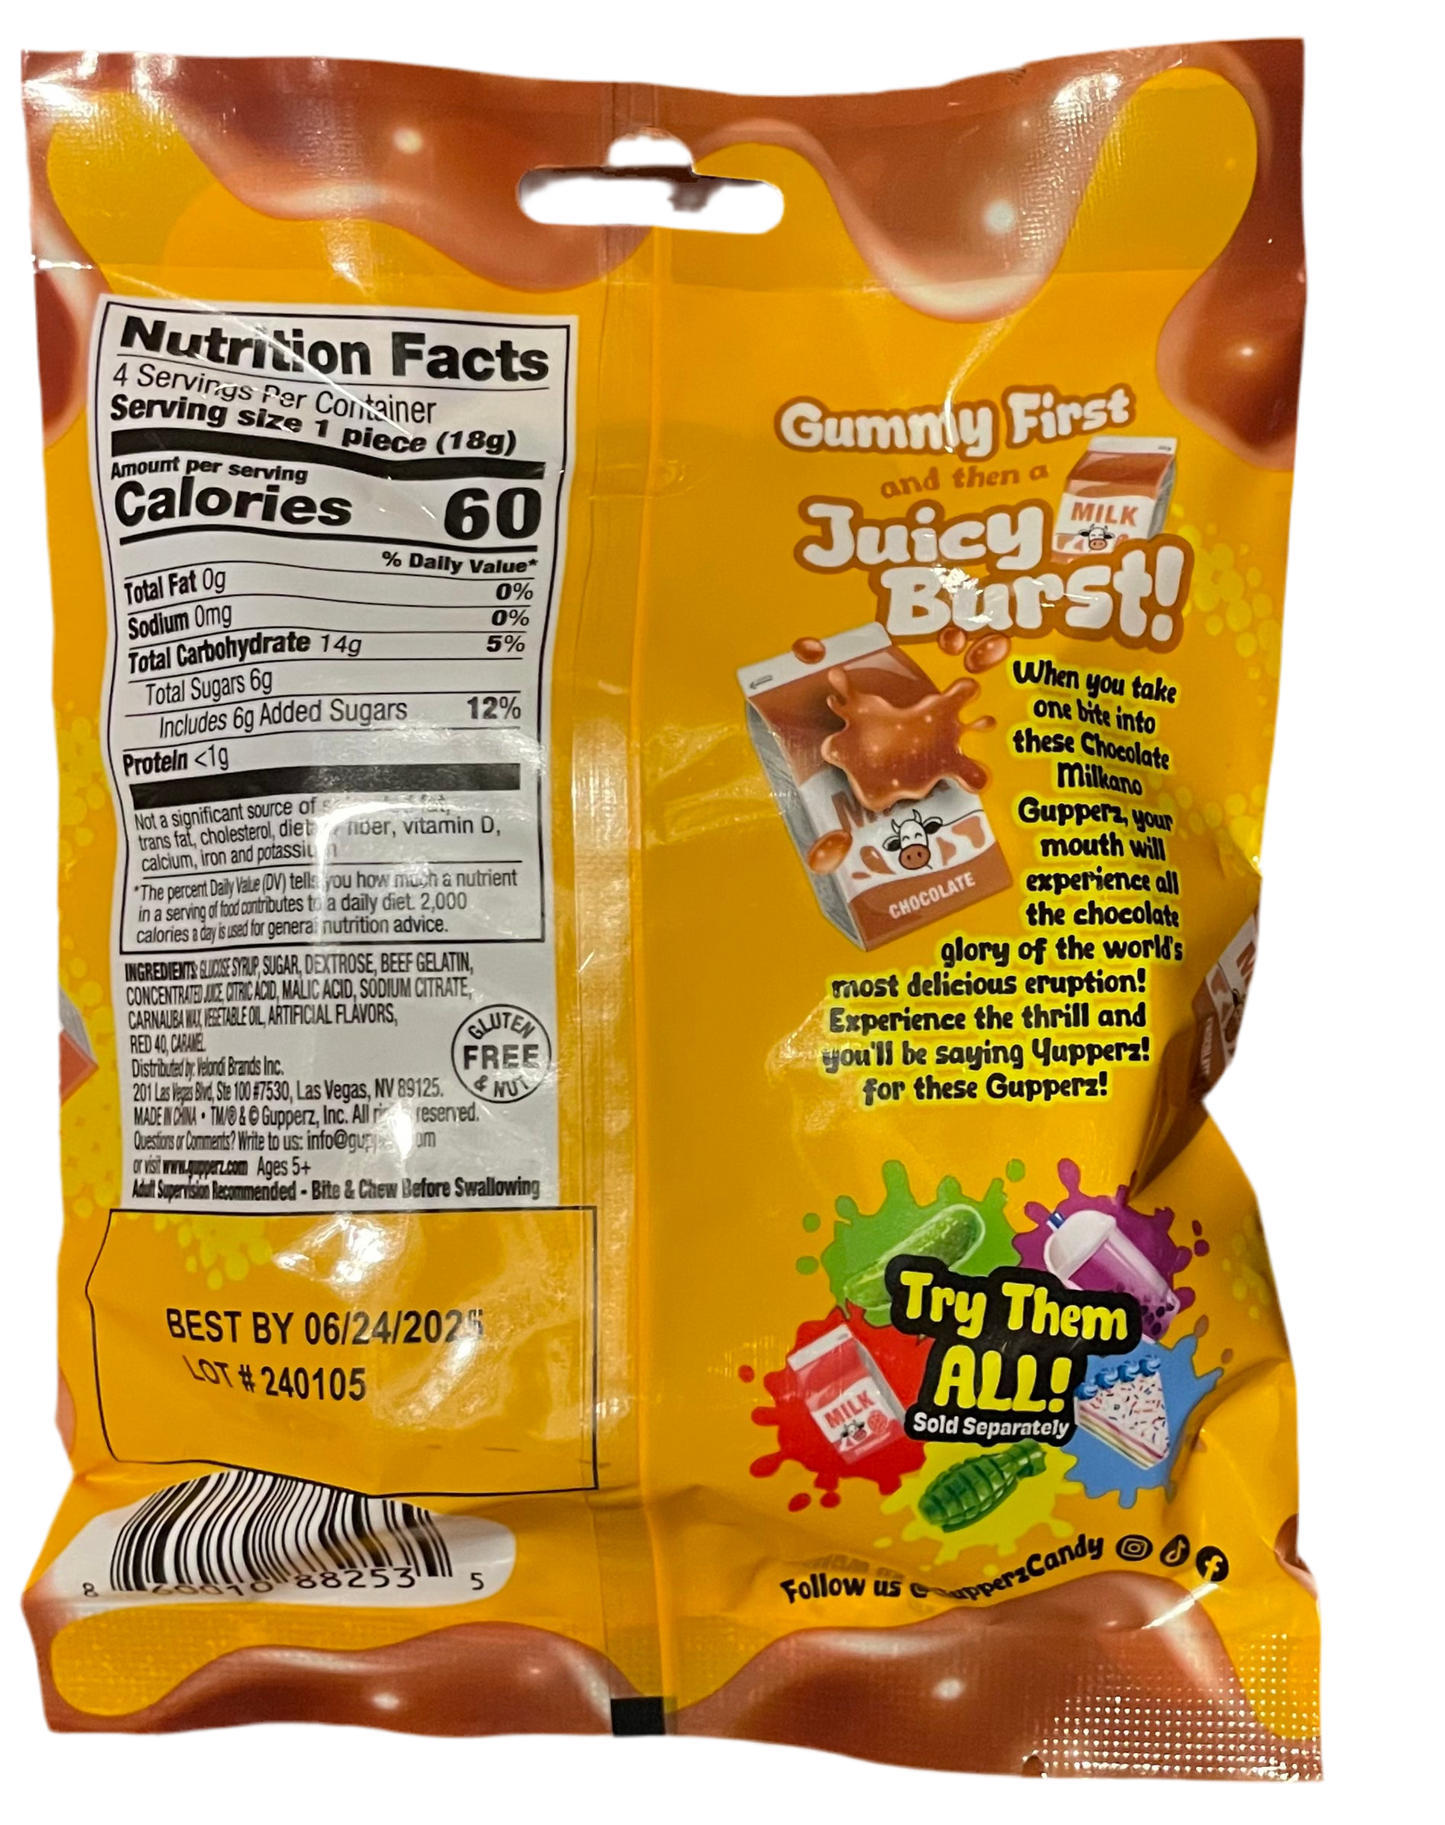 Nutrition Facts
4 Servings Per Container
Serving size 1 piece (18g)
Amount per serving
Calories 60
% Daily Value*
Total Fat 0g 0%
Sodium 0mg 0%
Total Carbohydrate 14g 5%
Total Sugars 6g
Includes 6g Added Sugars 12%
Protein <1g
Not a significant source of fat,
trans fat, cholesterol, vitamin D,
calcium, iron and
*The percent Daily Value (DV) tells you how much a nutrient
in a serving of food contributes to a daily diet. 2,000
calories a day is used for general nutrition advice.
INGREDIENTS: GLUCOSE SYRUP, SUGAR, DEXTROSE, BEEF GELATIN,
CONCENTRATED JUICE, CITRIC ACID, MALIC ACID, SODIUM CITRATE,
CARNAUBA WAX, VEGETABLE OIL, ARTIFICIAL FLAVORS,
RED 40, CARAMEL
GLUTEN
FREE
& NUT
Distributed by: Velondi Brands Inc.
201 Las Vegas Blvd, Ste 100 #7530, Las Vegas, NV 89125.
MADE IN CHINA • TM/® & © Gupperz, Inc. All reserved.
Questions or Comments? Write to us:
or visit www.gupperz.com Ages 5+
Adult Supervision Recommended - Bite & Chew Before Swallowing
BEST BY 06/24/
LOT # 240105
8 60010 88253 5
Gummy First
and then a
Juicy
Burst!
MILK
CHOCOLATE
When you take
one bite into
these Chocolate
Milkano
Gupperz, your
mouth will
experience all
the chocolate
glory of the world's
most delicious eruption!
Experience the thrill and
you'll be saying Yupperz!
for these Gupperz!
Try Them
ALL!
Sold Separately
MILK
Follow us @GupperzCandy